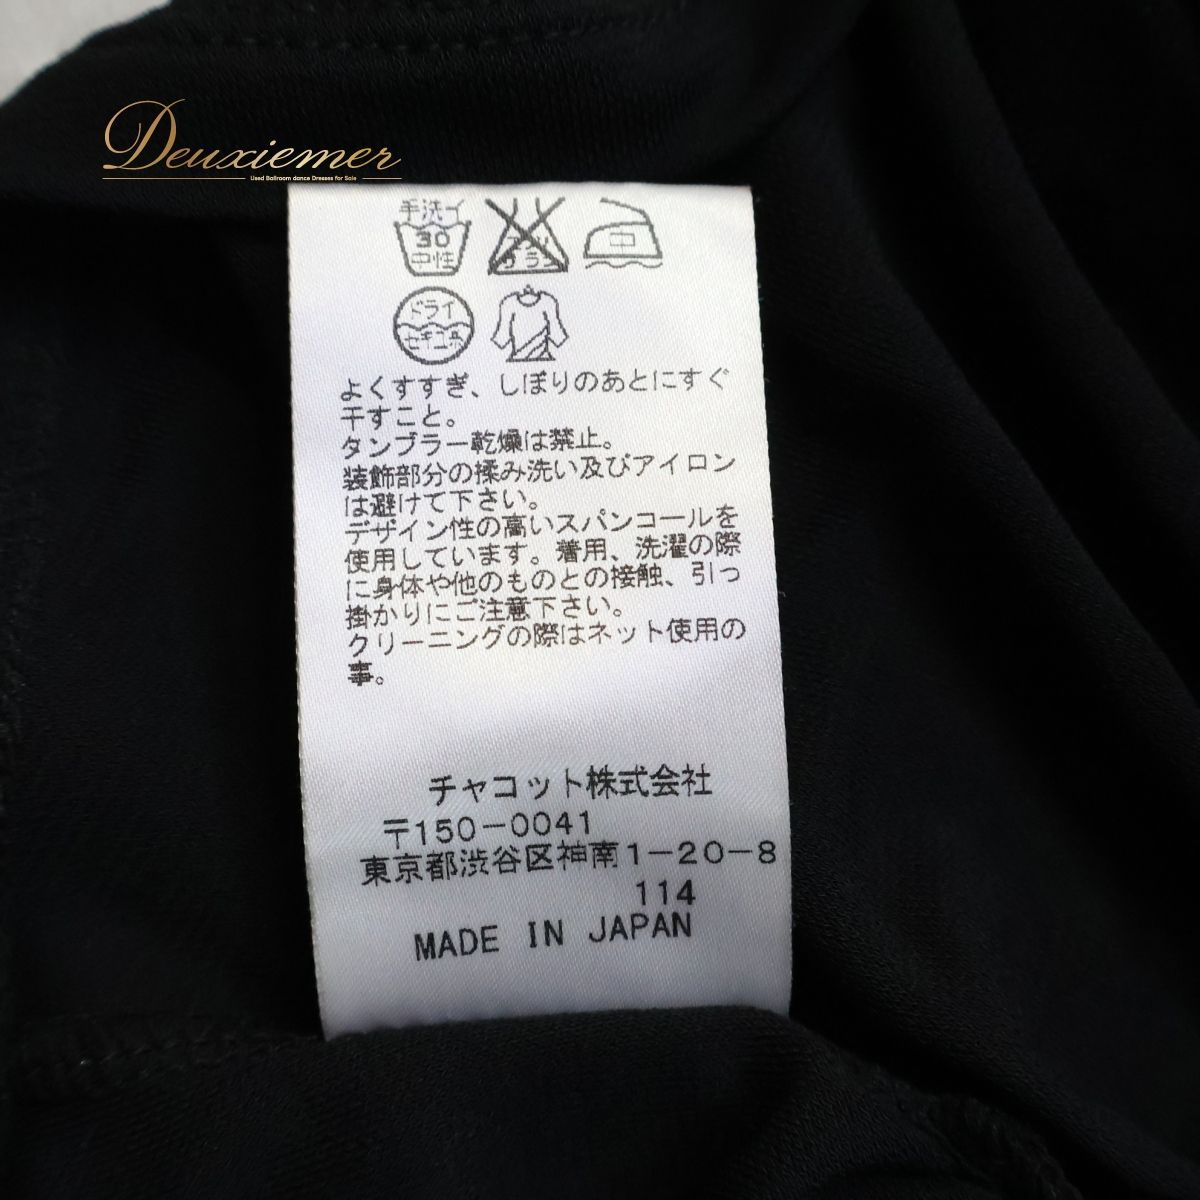 Deuxiemer
Used Ballroom dance Dresses for Sale
手洗イ
30
中性
エンソ
サラシ
中
ドライ
セキユ系
よくすすぎ、しぼりのあとにすぐ
干すこと。
タンブラー乾燥は禁止。
装飾部分の揉み洗い及びアイロン
は避けて下さい。
デザイン性の高いスパンコールを
使用しています。着用、洗濯の際
に身体や他のものとの接触、引っ
掛かりにご注意下さい。
クリーニングの際はネット使用の
事。
チャコット株式会社
〒150-0041
東京都渋谷区神南1-20-8
114
MADE IN JAPAN